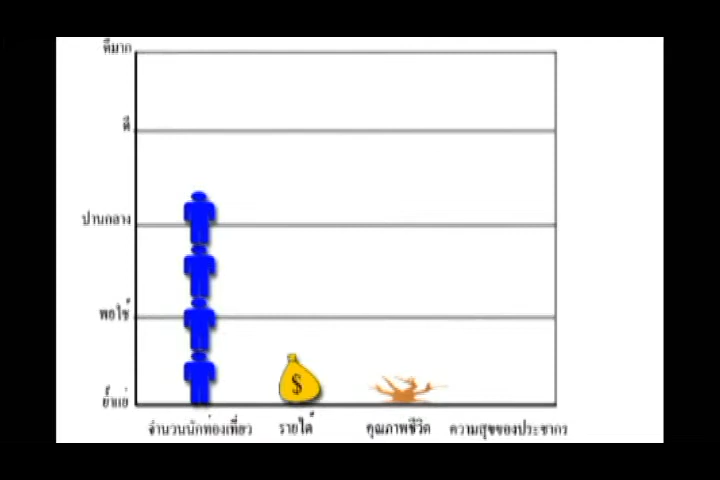 ดีมาก
ดี
ปานกลาง
พอใช้
ย่ำแย่
$
จำนวนนักท่องเที่ยว รายได้ คุณภาพชีวิต ความสุขของประชากร